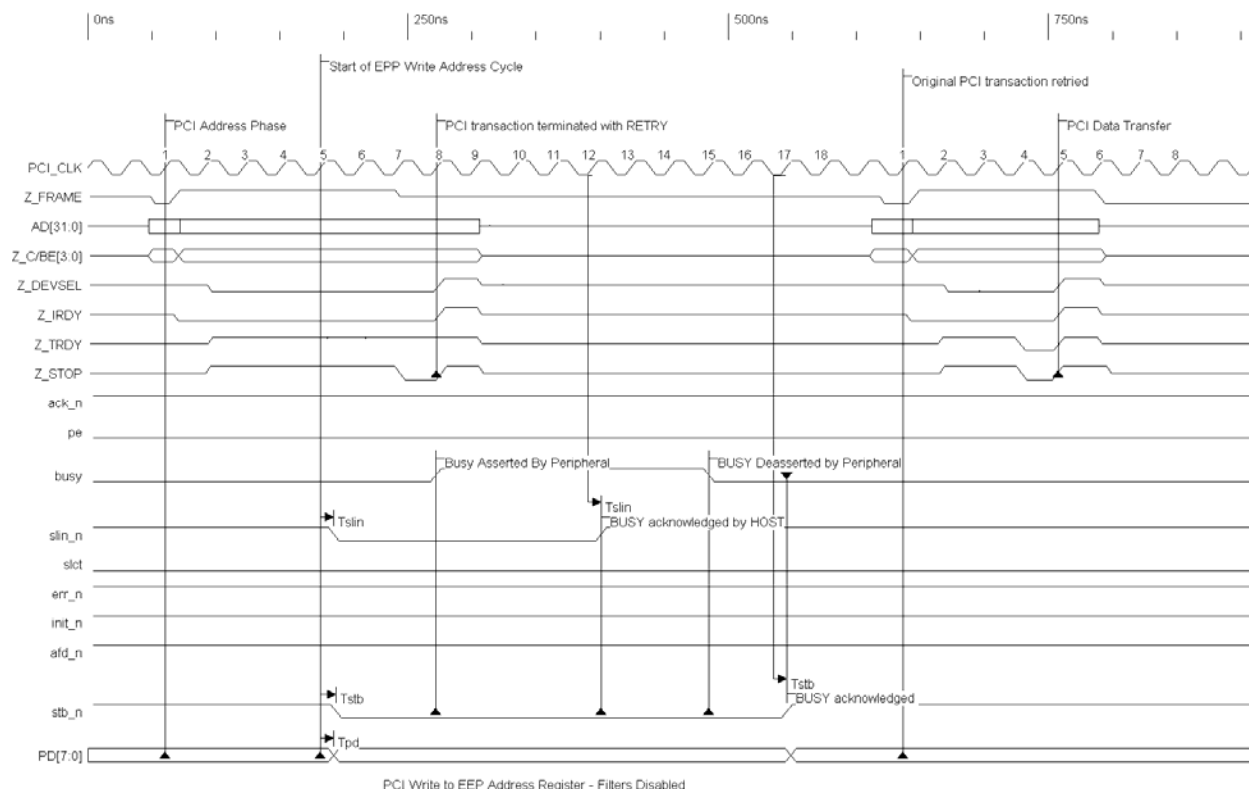 0ns 250ns 500ns 750ns
Start of EPP Write Address Cycle
Original PCI transaction retried
PCI Address Phase PCI transaction terminated with RETRY PCI Data Transfer
PCI_CLK 1 2 3 4 5 6 7 8 9 10 11 12 13 14 15 16 17 18 1 2 3 4 5 6 7 8
Z_FRAME
AD[31:0]
Z_C/BE[3.0]
Z_DEVSEL
Z_IRDY
Z_TRDY
Z_STOP
ack_n
pe
Busy Asserted By Peripheral BUSY Deasserted by Peripheral
busy
Tslin
Tslin BUSY acknowledged by HOST
slin_n
slct
err_n
init_n
afd_n
Tstb
Tstb BUSY acknowledged
stb_n
Tpd
PD[7:0]
PCI Write to EEP Address Register - Filters Disabled